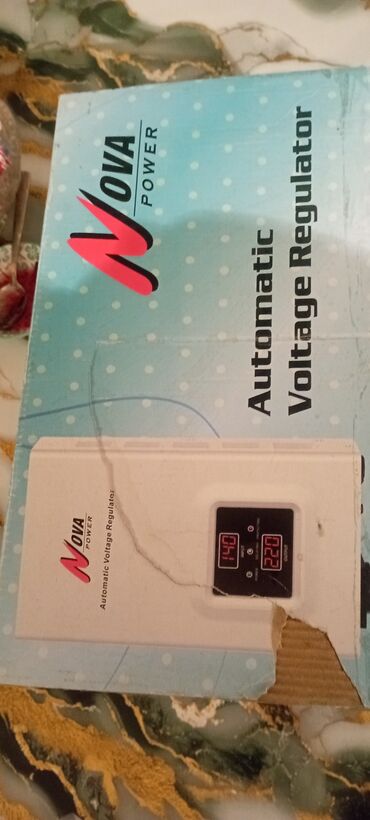 NOVA
POWER
Automatic
Voltage Regulator
NOVA
POWER
Automatic Voltage Regulator
140
220